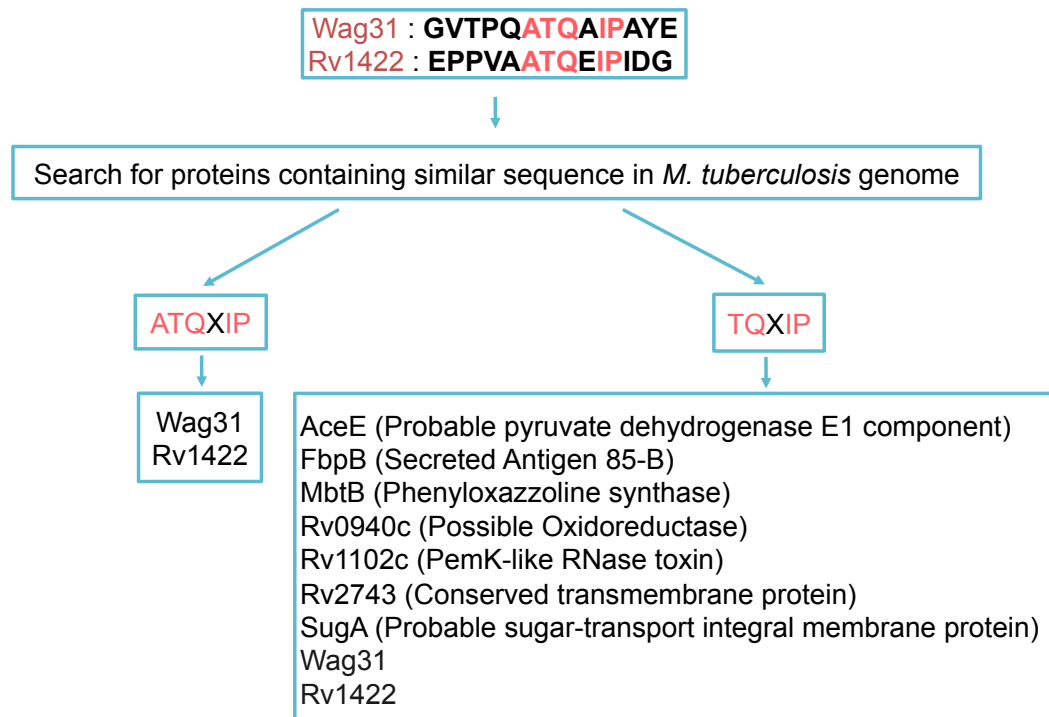 Wag31 : GVTPQATQAIPAYE
Rv1422 : EPPVAATQEIPIDG
Search for proteins containing similar sequence in M. tuberculosis genome
ATQXIP
TQXIP
Wag31
Rv1422
AceE (Probable pyruvate dehydrogenase E1 component)
FbpB (Secreted Antigen 85-B)
MbtB (Phenyloxazzoline synthase)
Rv0940c (Possible Oxidoreductase)
Rv1102c (PemK-like RNase toxin)
Rv2743 (Conserved transmembrane protein)
SugA (Probable sugar-transport integral membrane protein)
Wag31
Rv1422